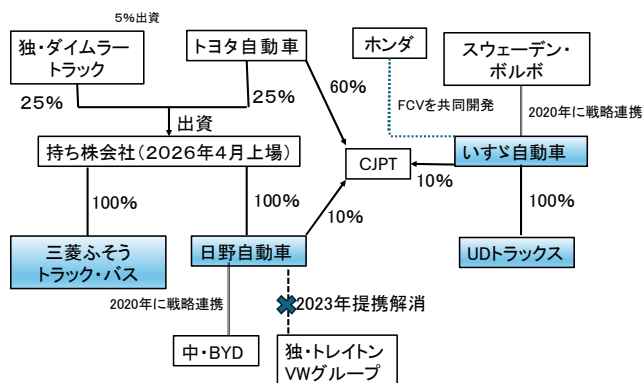 5%出資
独・ダイムラー
トラック
トヨタ自動車
ホンダ
スウェーデン・
ボルボ
25%
25%
60%
FCVを共同開発
2020年に戦略連携
出資
持ち株会社(2026年4月上場)
CJPT
いすゞ自動車
10%
100%
100%
10%
100%
三菱ふそう
トラック・バス
日野自動車
UDトラックス
2020年に戦略連携
2023年提携解消
中・BYD
独・トレイトン
VWグループ